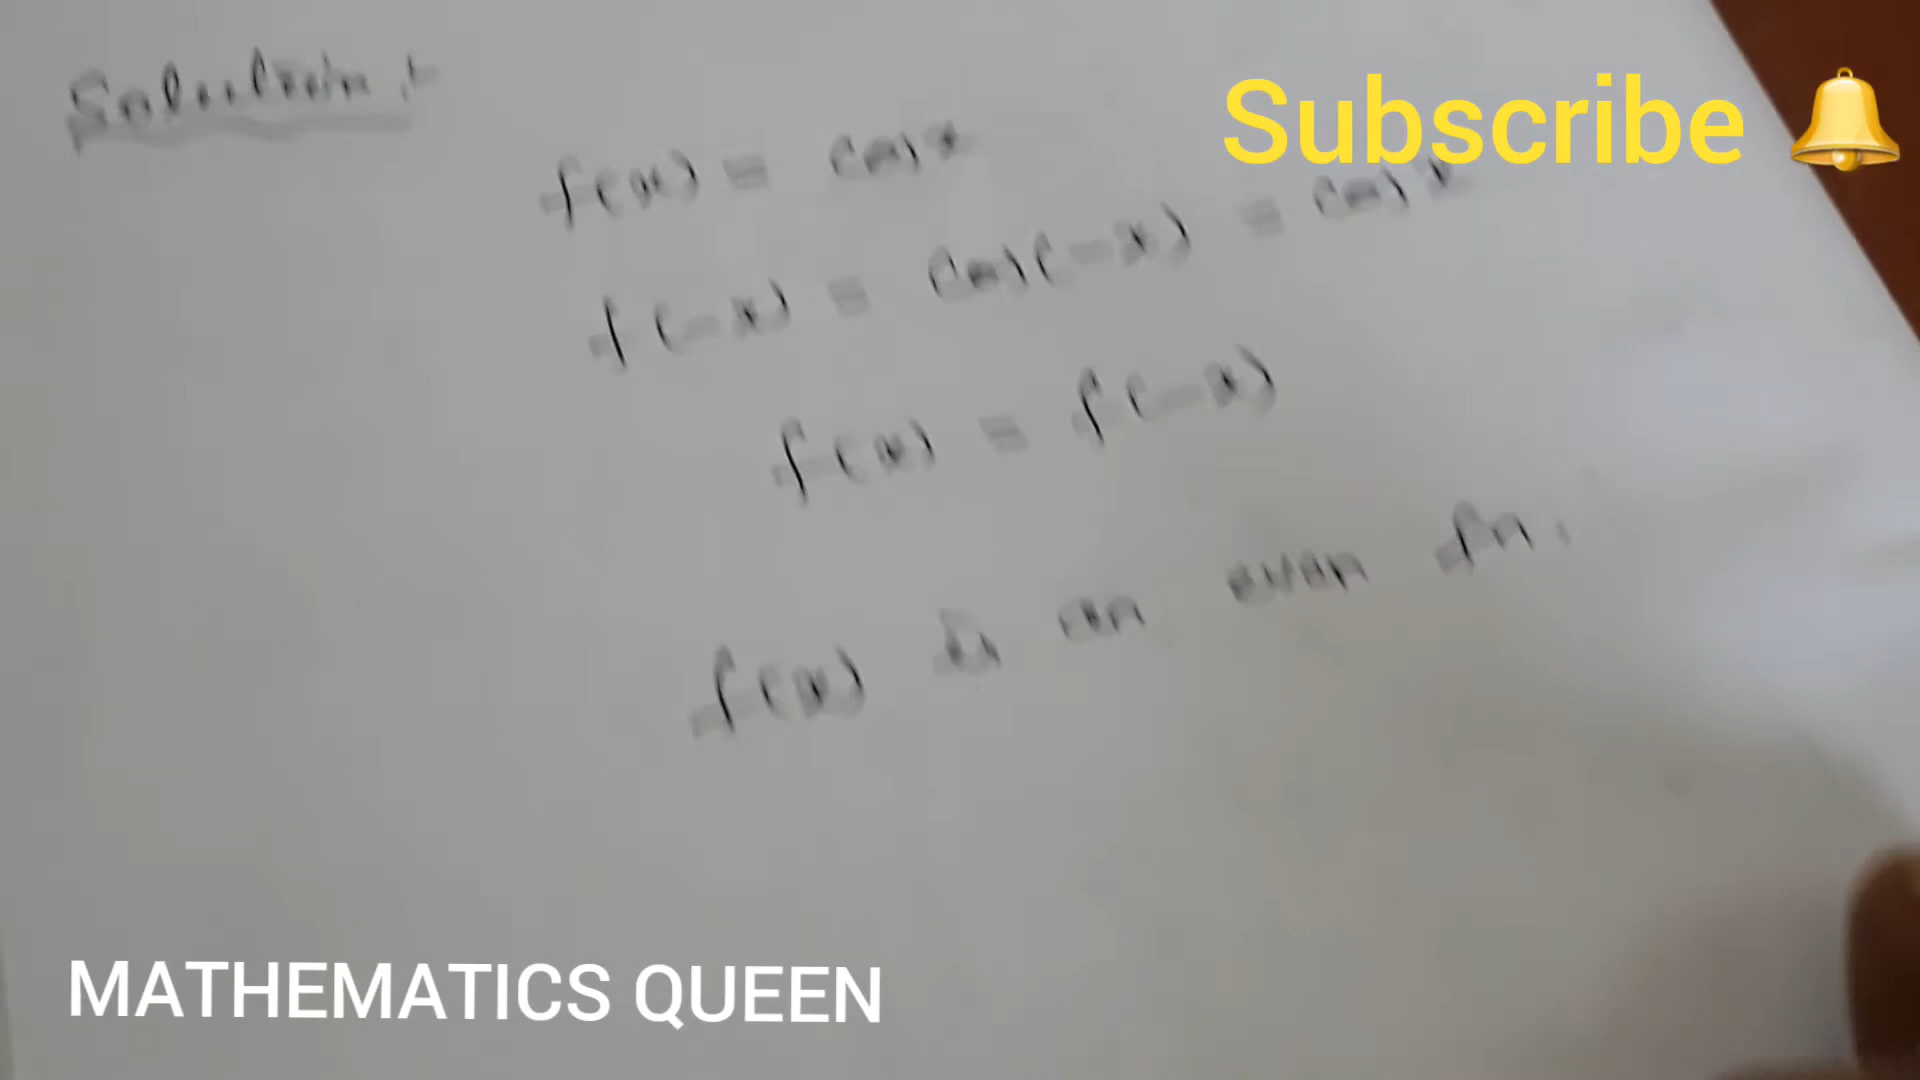 Solution :-
Subscribe
f(x) = cos x
f(-x) = cos(-x) = cos x
f(x) = f(-x)
f(x) is an even fn.
MATHEMATICS QUEEN